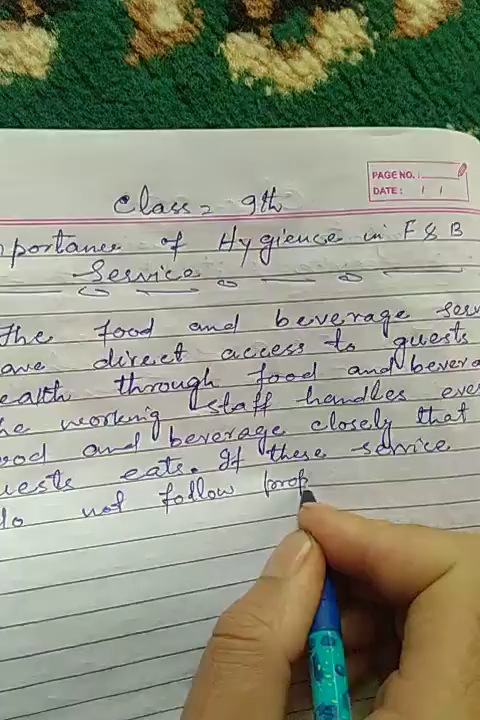 PAGE NO.:
DATE: / /
Class = 9th
portance of Hygience in F & B
Service
The food and beverage serv
ave direct access to guests
ealth through food and bevera
he working staff handles eve
ood and beverage closely that
uests eats. If these service
do not follow prop